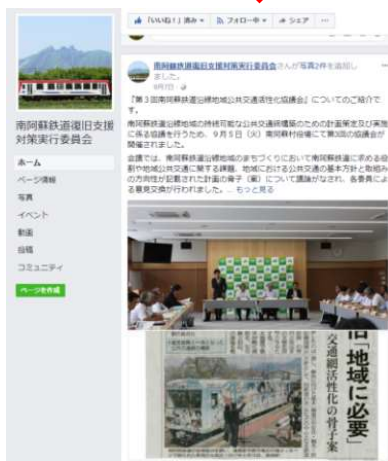 「いいね！」済み
フォロー中
シェア
南阿蘇鉄道復旧支援
対策実行委員会
ホーム
ページ情報
写真
イベント
動画
投稿
コミュニティ
ページを作成
南阿蘇鉄道復旧支援対策実行委員会さんが写真2件を追加し
ました。
9月7日
『第3回南阿蘇鉄道沿線地域公共交通活性化協議会』についてのご紹介で
す。
南阿蘇鉄道沿線地域の持続可能な公共交通網構築のための計画策定及び実施
に係る協議を行うため、9月5日（火）南阿蘇村役場にて第3回の協議会が
開催されました。
会議では、南阿蘇鉄道沿線地域のまちづくりにおいて南阿蘇鉄道に求める役
割や地域公共交通に関する課題、地域における公共交通の基本方針と取組み
の方向性が記載された計画の骨子（案）について議論がなされ、各委員によ
る意見交換が行われました。... もっと見る
「地域に必要」
交通網活性化の骨子案